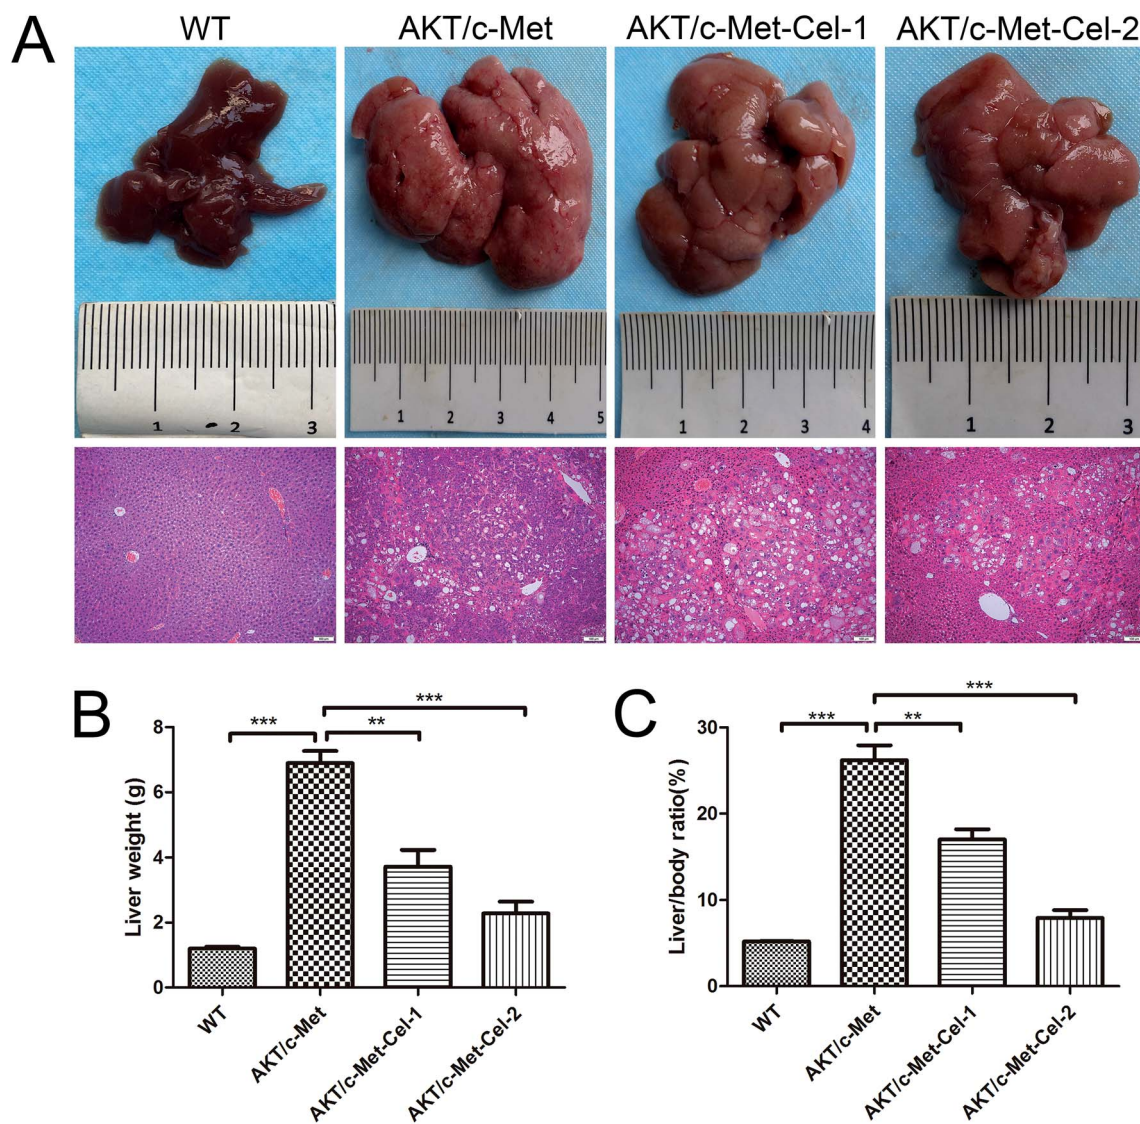 A
WT
AKT/c-Met
AKT/c-Met-Cel-1
AKT/c-Met-Cel-2
1 2 3
1 2 3 4 5
1 2 3 4
1 2 3
B
Liver weight (g)
8
6
4
2
0
***
**
***
WT
AKT/c-Met
AKT/c-Met-Cel-1
AKT/c-Met-Cel-2
C
Liver/body ratio(%)
30
20
10
0
***
**
***
WT
AKT/c-Met
AKT/c-Met-Cel-1
AKT/c-Met-Cel-2